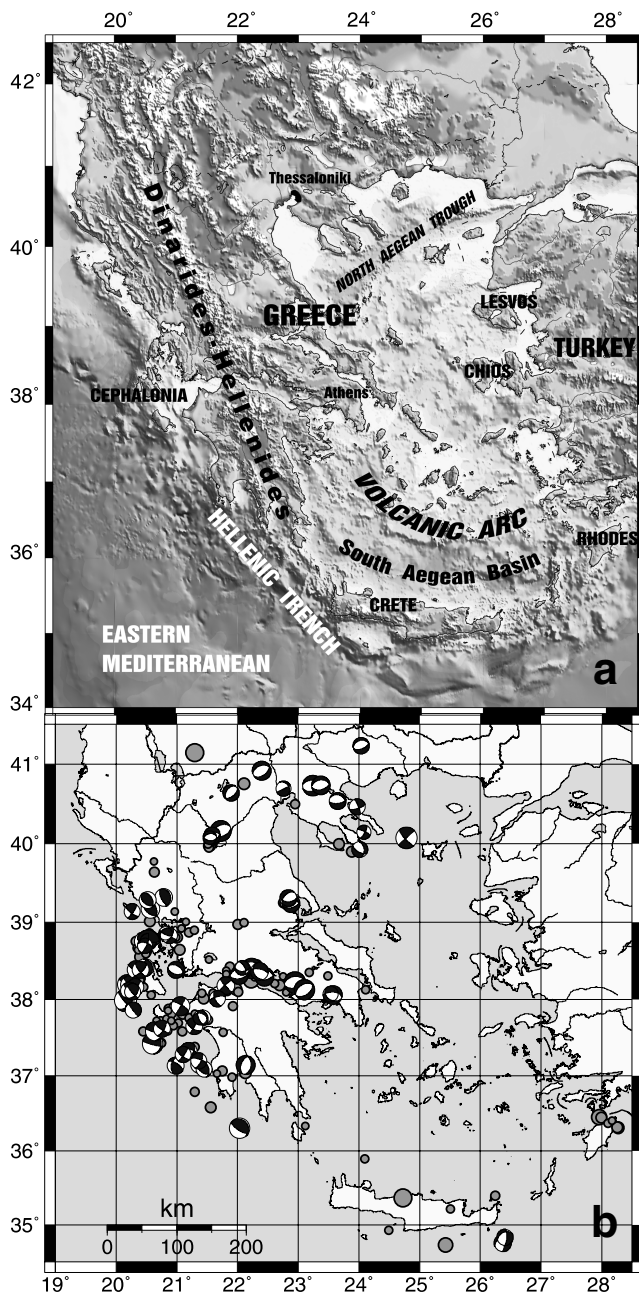 20° 22° 24° 26° 28°
42°
Thessaloniki
40°
Dinarides-Hellenides
NORTH AEGEAN TROUGH
GREECE
LESVOS
TURKEY
CHIOS
38°
CEPHALONIA
Athens
VOLCANIC ARC
HELLENIC TRENCH
36°
South Aegean Basin
RHODES
CRETE
EASTERN
MEDITERRANEAN
a
34°
41°
40°
39°
38°
37°
36°
km
35°
b
0 100 200
19° 20° 21° 22° 23° 24° 25° 26° 27° 28°